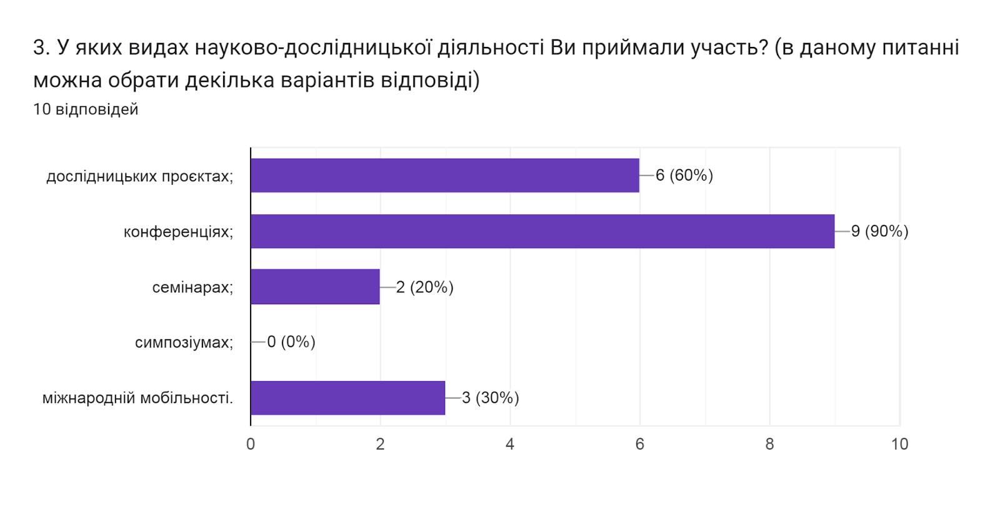 3. У яких видах науково-дослідницької діяльності Ви приймали участь? (в даному питанні
можна обрати декілька варіантів відповіді)
10 відповідей
дослідницьких проєктах;
6 (60%)
конференціях;
9 (90%)
семінарах;
2 (20%)
симпозіумах;
0 (0%)
міжнародній мобільності.
3 (30%)
0
2
4
6
8
10